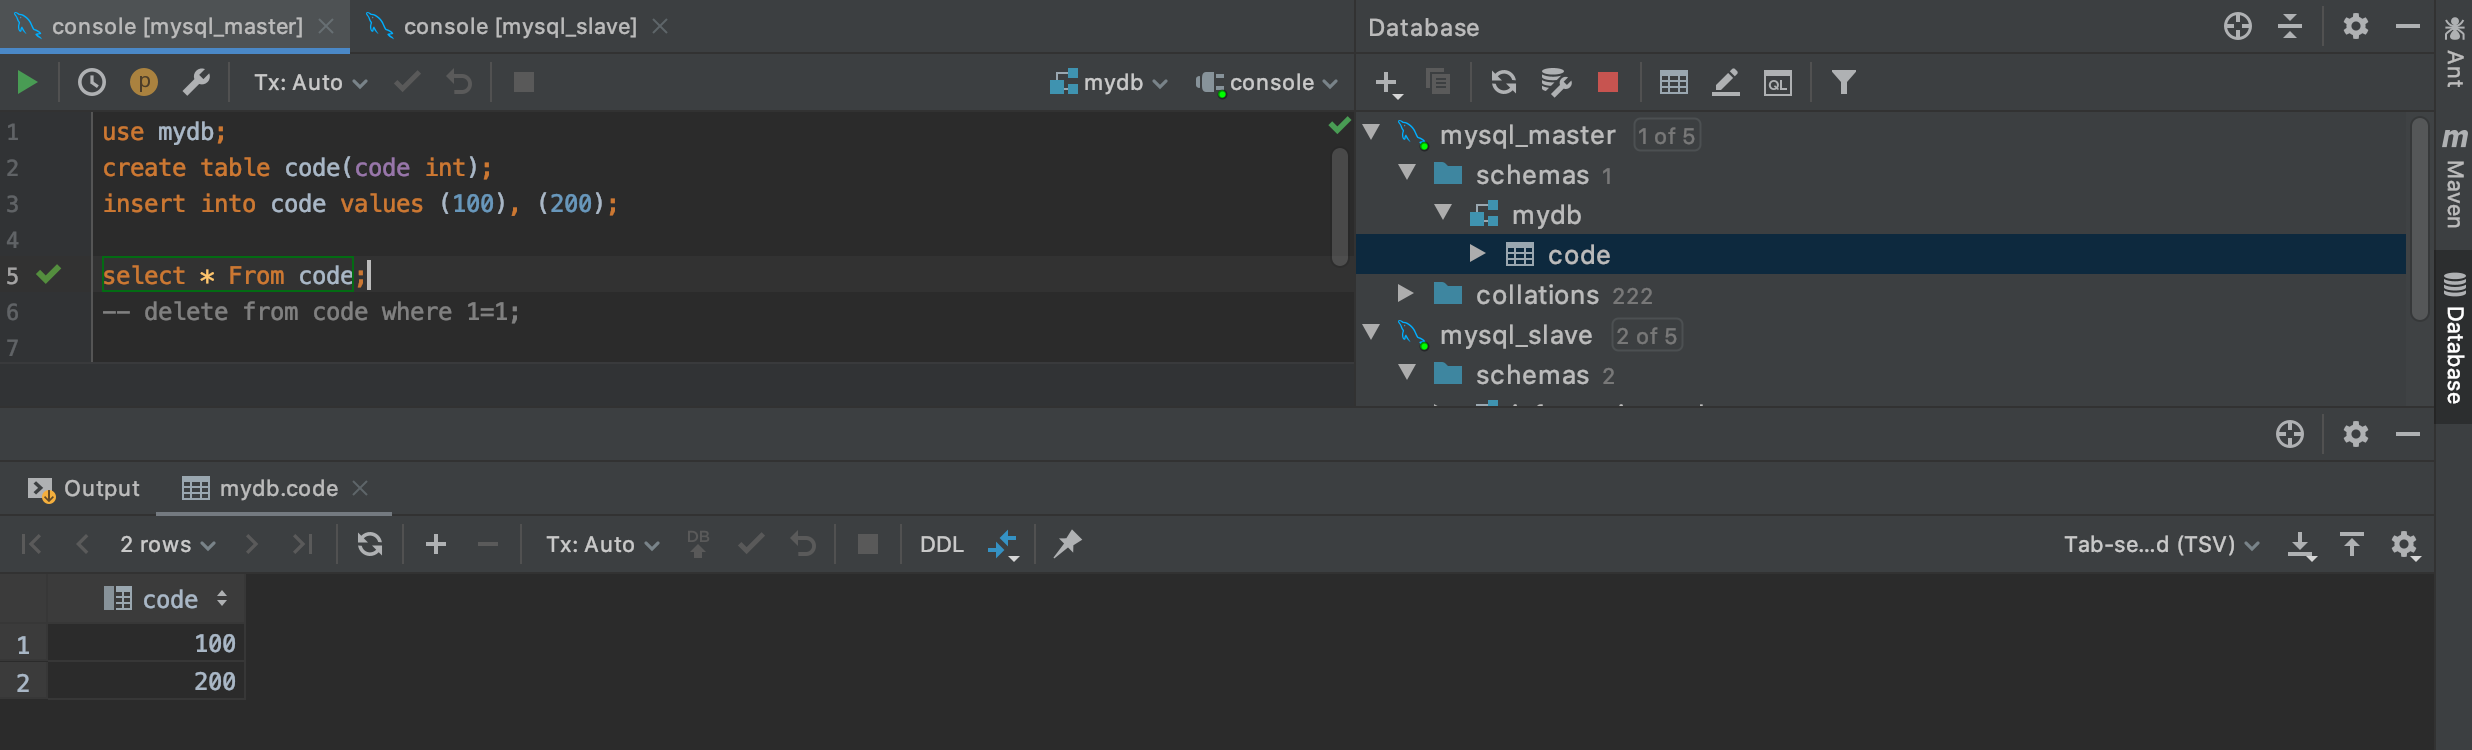 console [mysql_master]
console [mysql_slave]
Database
p
Tx: Auto
mydb
console
QL
1 use mydb;
2 create table code(code int);
3 insert into code values (100), (200);
4
5 select * From code;
6 -- delete from code where 1=1;
7
mysql_master 1 of 5
schemas 1
mydb
code
collations 222
mysql_slave 2 of 5
schemas 2
Ant
m Maven
Database
Output
mydb.code
2 rows
Tx: Auto
DB
DDL
Tab-se...d (TSV)
code
1 100
2 200